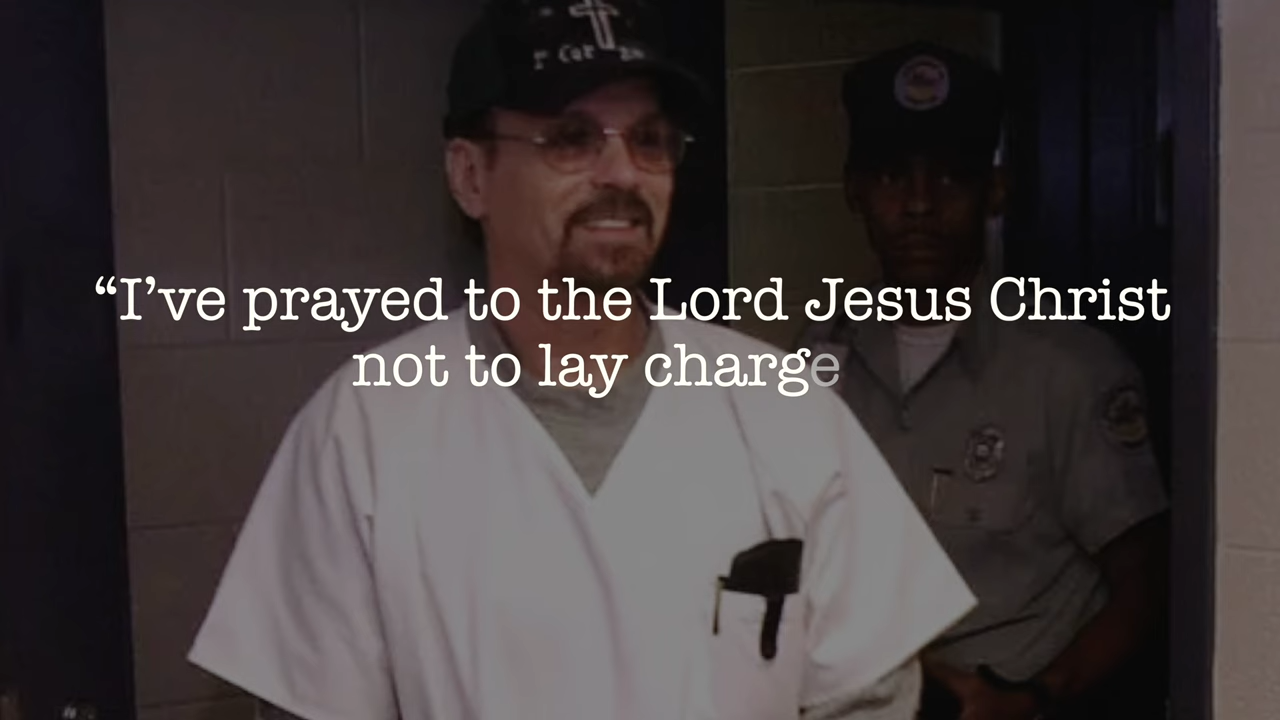 “I’ve prayed to the Lord Jesus Christ
not to lay charge